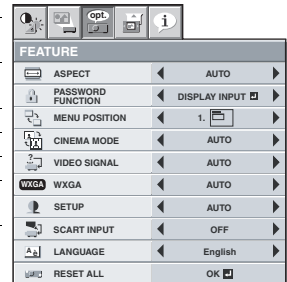 opt.
i
FEATURE
ASPECT AUTO
PASSWORD FUNCTION DISPLAY INPUT
MENU POSITION 1.
CINEMA MODE AUTO
VIDEO SIGNAL AUTO
WXGA WXGA AUTO
SETUP AUTO
SCART INPUT OFF
LANGUAGE English
RESET ALL OK